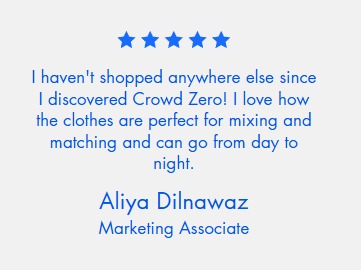 I haven't shopped anywhere else since
I discovered Crowd Zero! I love how
the clothes are perfect for mixing and
matching and can go from day to
night.
Aliya Dilnawaz
Marketing Associate